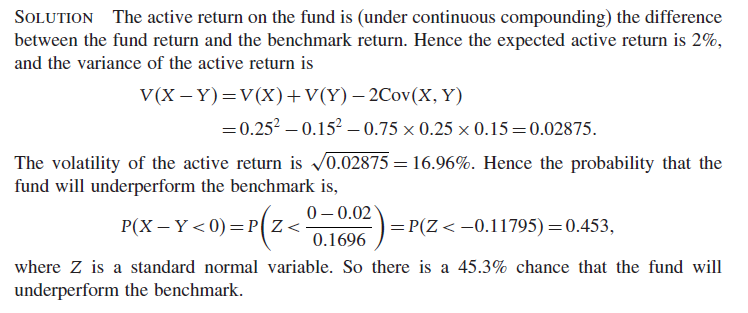 SOLUTION The active return on the fund is (under continuous compounding) the difference
between the fund return and the benchmark return. Hence the expected active return is 2%,
and the variance of the active return is
V(X – Y) = V(X) + V(Y) – 2Cov(X, Y)
= 0.25² – 0.15² – 0.75 × 0.25 × 0.15 = 0.02875.
The volatility of the active return is √0.02875 = 16.96%. Hence the probability that the
fund will underperform the benchmark is,
P(X – Y < 0) = P(Z < (0 – 0.02)/0.1696) = P(Z < –0.11795) = 0.453,
where Z is a standard normal variable. So there is a 45.3% chance that the fund will
underperform the benchmark.